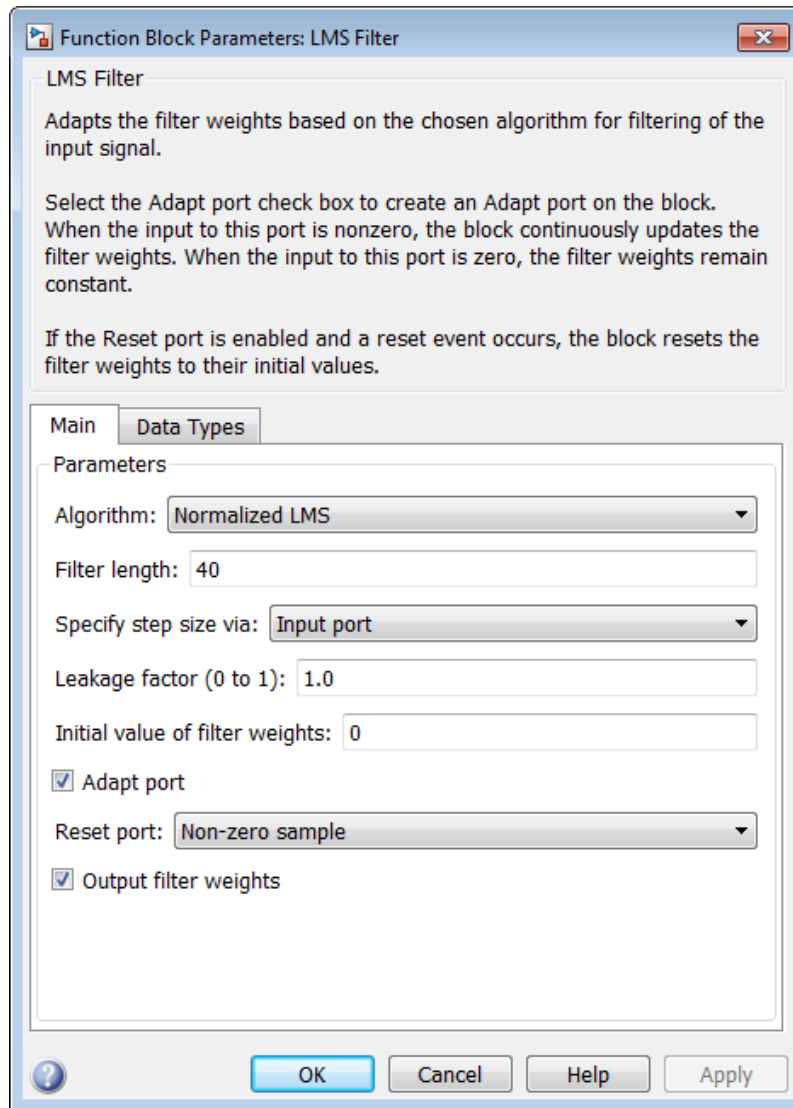 Function Block Parameters: LMS Filter
LMS Filter
Adapts the filter weights based on the chosen algorithm for filtering of the
input signal.
Select the Adapt port check box to create an Adapt port on the block.
When the input to this port is nonzero, the block continuously updates the
filter weights. When the input to this port is zero, the filter weights remain
constant.
If the Reset port is enabled and a reset event occurs, the block resets the
filter weights to their initial values.
Main Data Types
Parameters
Algorithm: Normalized LMS
Filter length: 40
Specify step size via: Input port
Leakage factor (0 to 1): 1.0
Initial value of filter weights: 0
Adapt port
Reset port: Non-zero sample
Output filter weights
? OK Cancel Help Apply